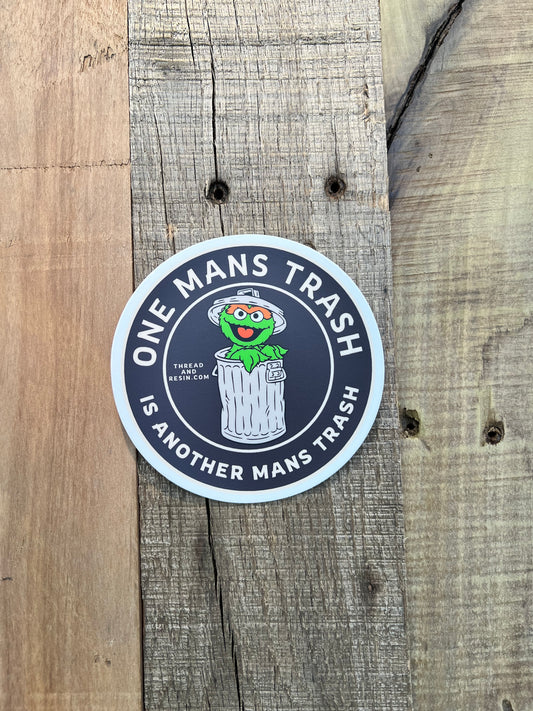 ONE MANS TRASH
THREAD
AND
RESIN.COM
IS ANOTHER MANS TRASH